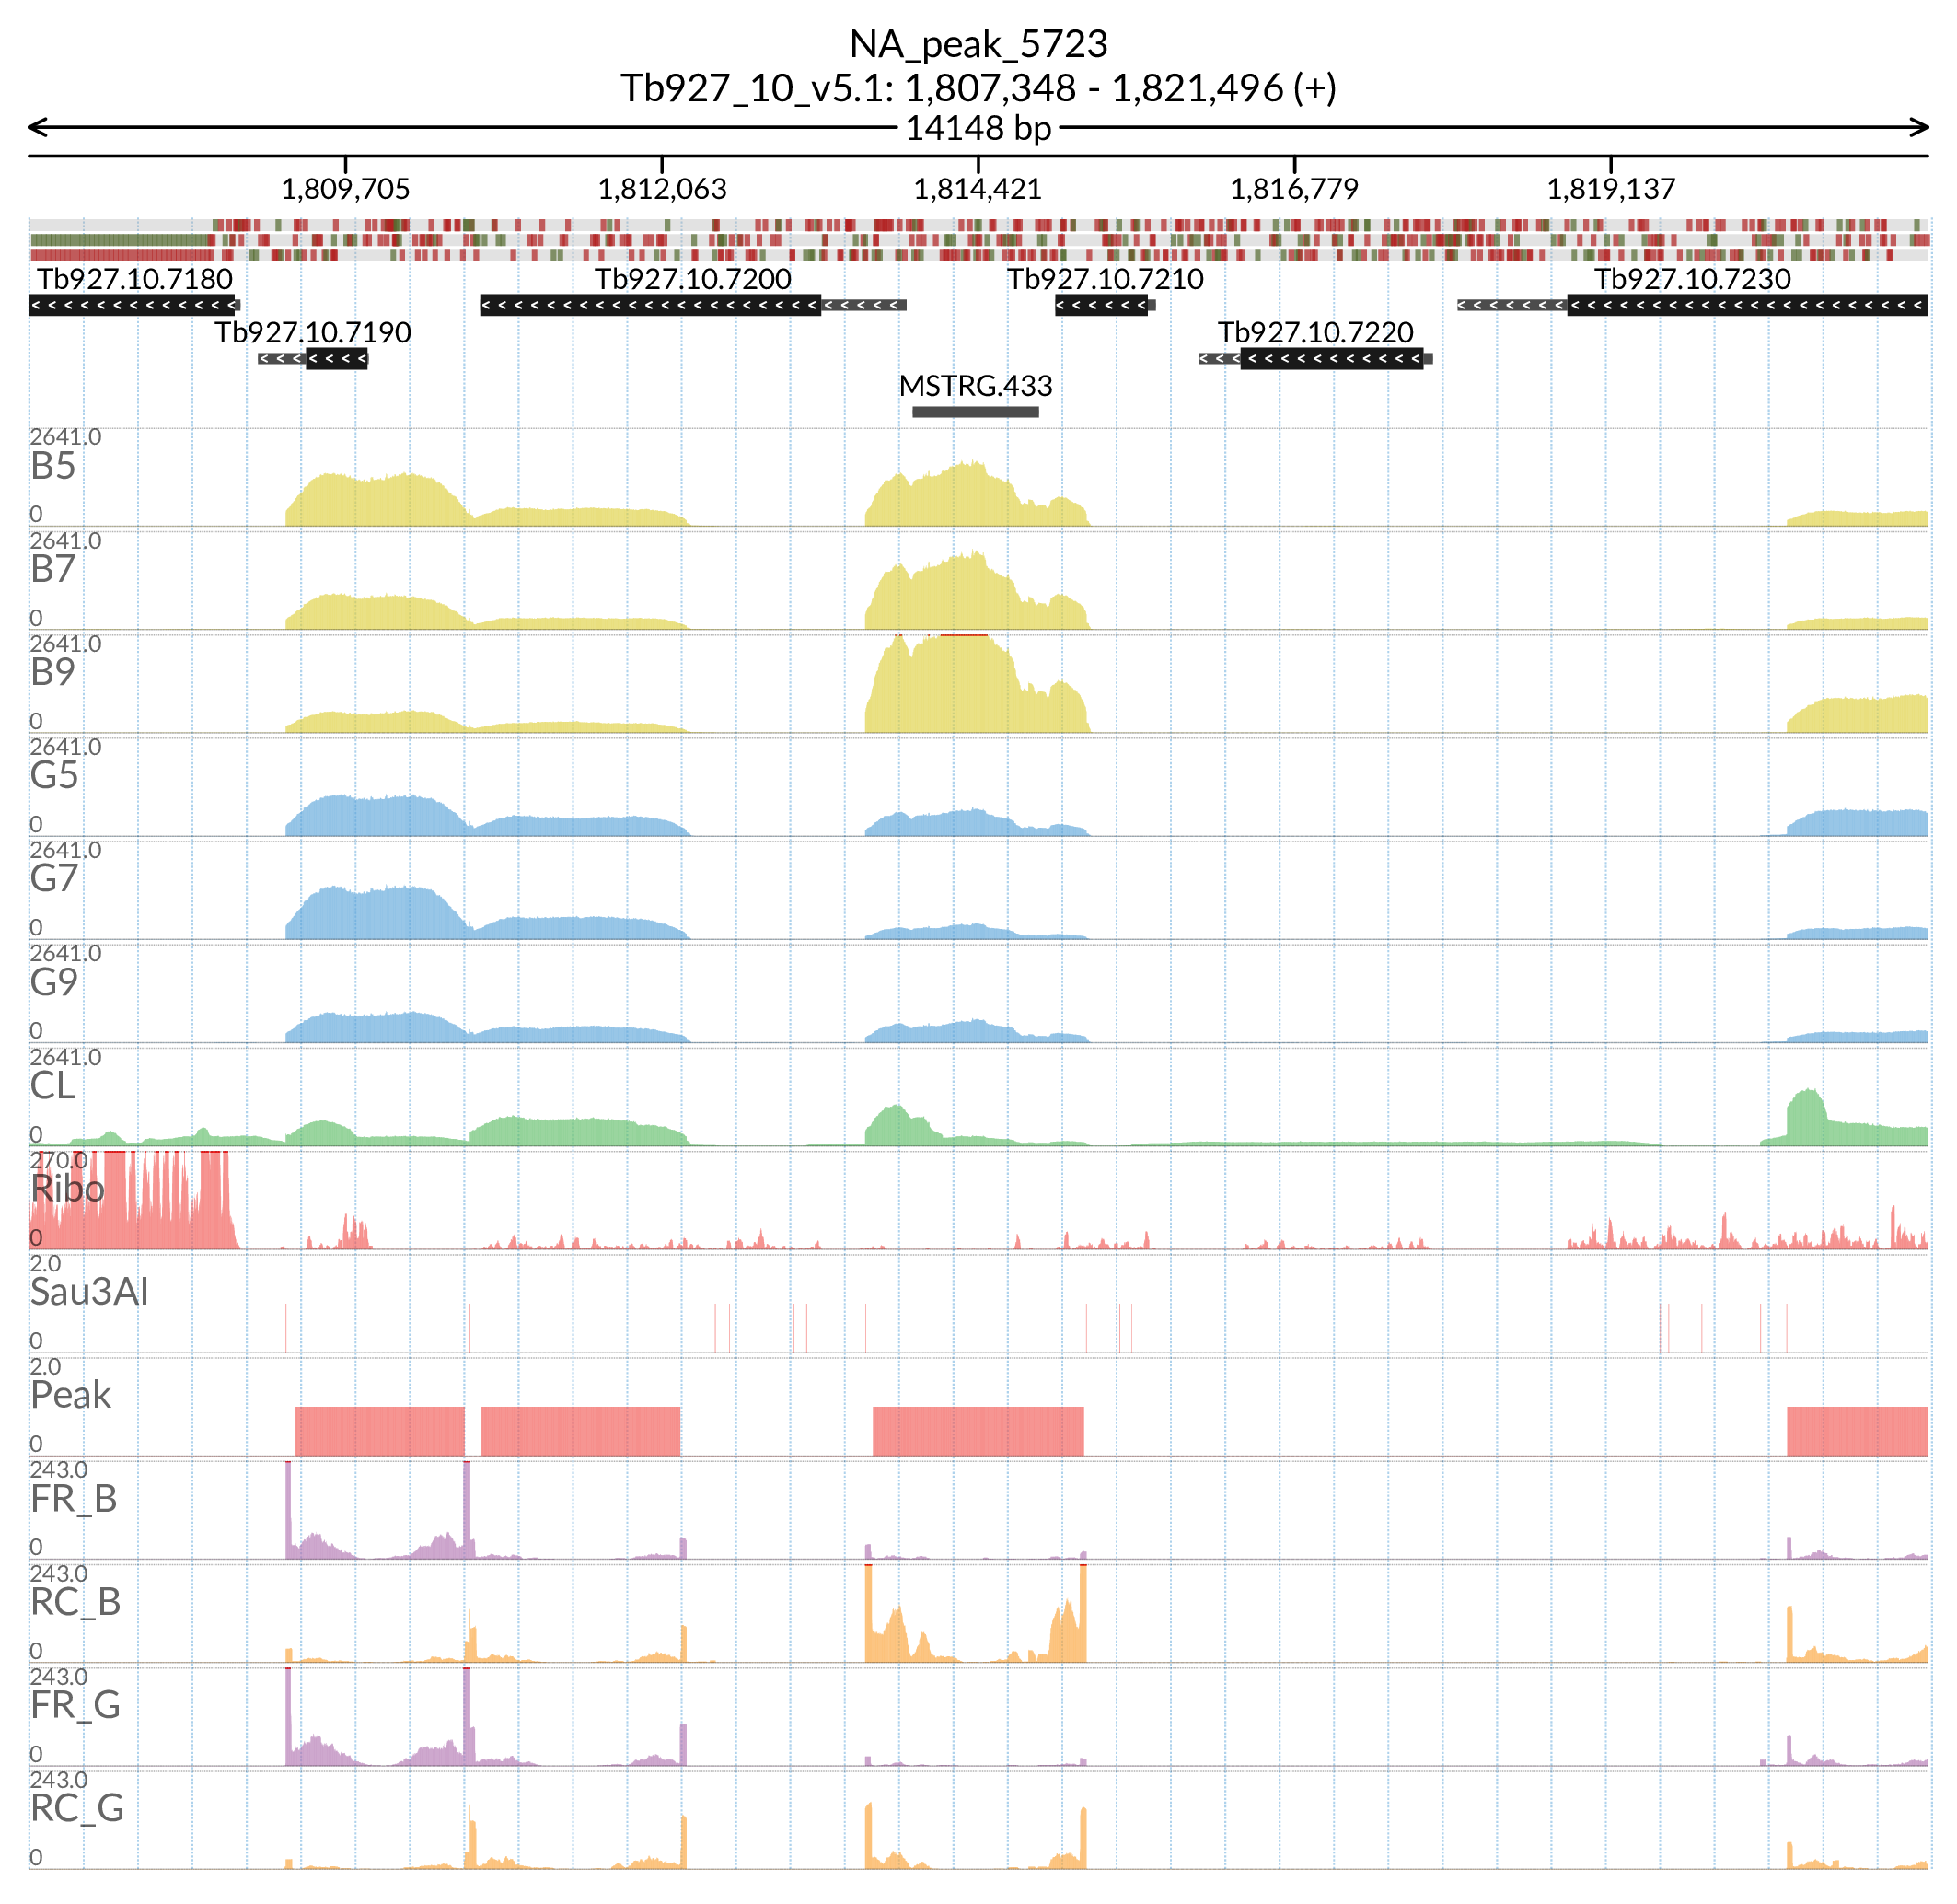 NA_peak_5723
Tb927_10_v5.1: 1,807,348 - 1,821,496 (+)
14148 bp
1,809,705 1,812,063 1,814,421 1,816,779 1,819,137
Tb927.10.7180 Tb927.10.7200 Tb927.10.7210 Tb927.10.7230
Tb927.10.7190 Tb927.10.7220
MSTRG.433
2641.0
B5
0
2641.0
B7
0
2641.0
B9
0
2641.0
G5
0
2641.0
G7
0
2641.0
G9
0
2641.0
CL
0
270.0
Ribo
0
2.0
Sau3AI
0
2.0
Peak
0
243.0
FR_B
0
243.0
RC_B
0
243.0
FR_G
0
243.0
RC_G
0